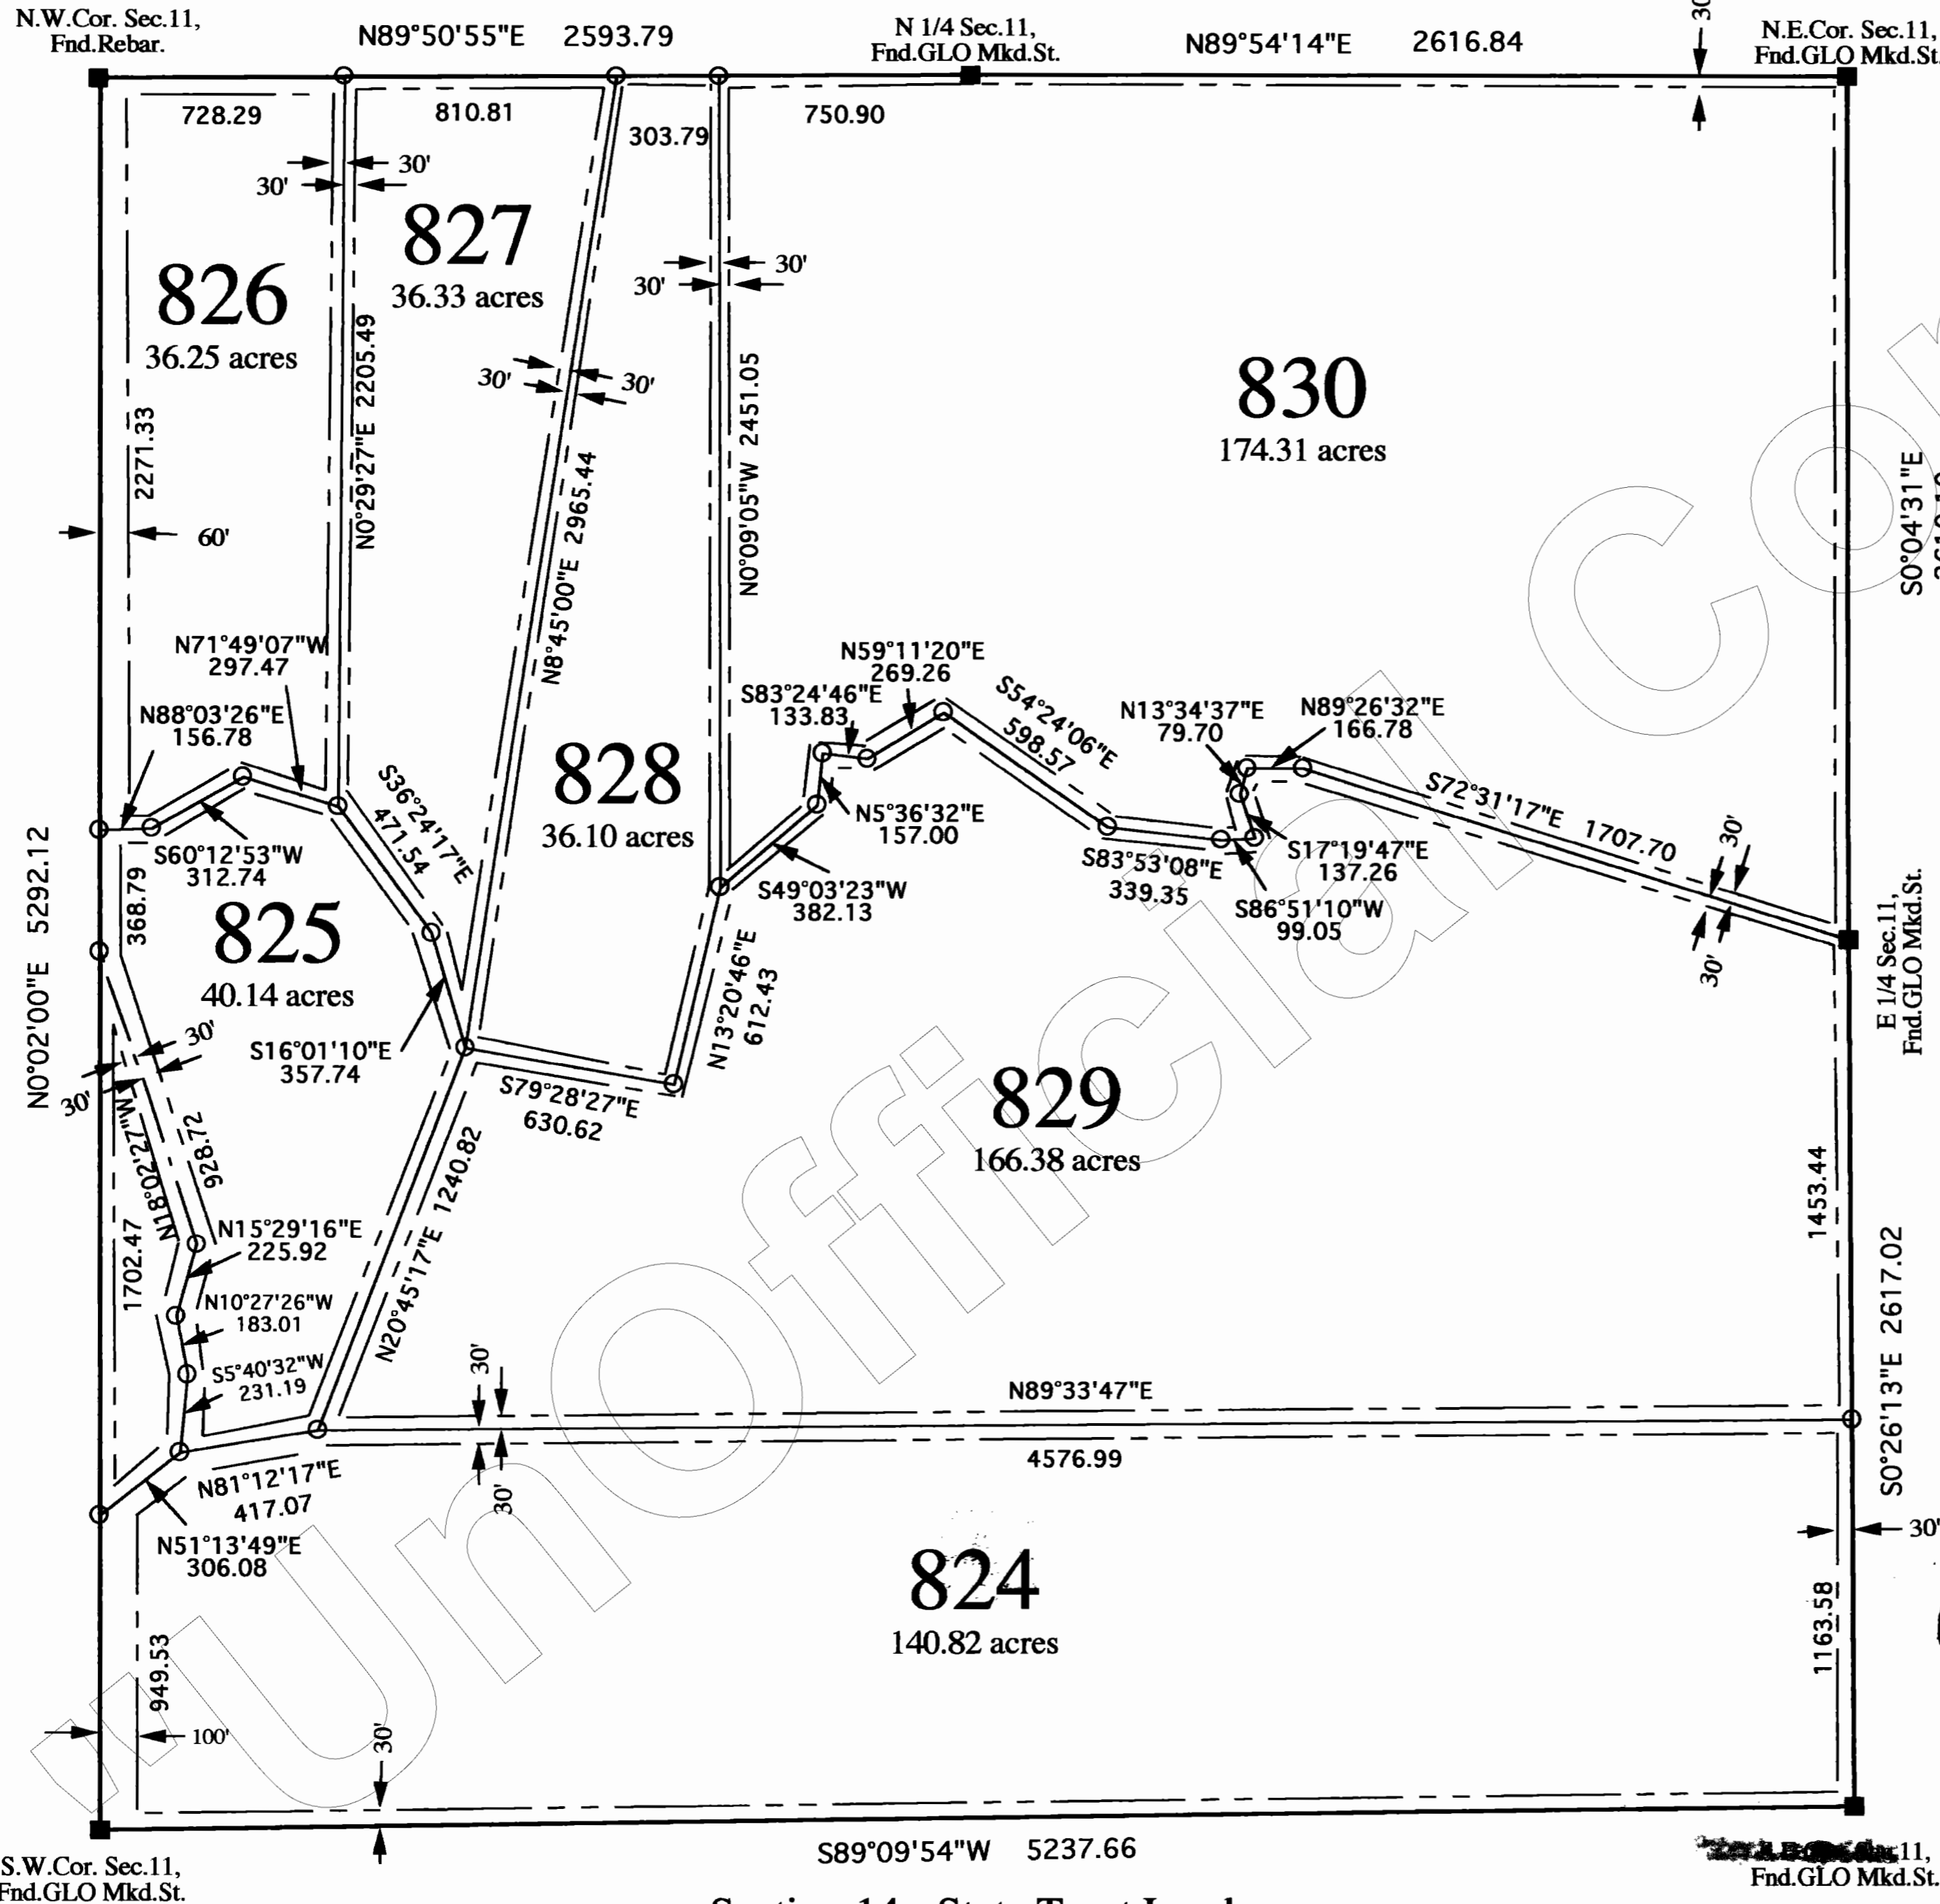 N.W.Cor. Sec.11,
Fnd.Rebar.
N89°50'55"E 2593.79
N 1/4 Sec.11,
Fnd.GLO Mkd.St.
N89°54'14"E 2616.84
30'
N.E.Cor. Sec.11,
Fnd.GLO Mkd.St.
728.29
810.81
303.79
750.90
30'
30'
827
36.33 acres
826
36.25 acres
30'
30'
830
174.31 acres
2271.33
N0°29'27"E 2205.49
30'
30'
N8°45'00"E 2965.44
N0°09'05"W 2451.05
S0°04'31"E
60'
N71°49'07"W
297.47
N88°03'26"E
156.78
S60°12'53"W
312.74
S36°24'17"E
471.54
828
36.10 acres
S83°24'46"E
133.83
N59°11'20"E
269.26
S54°24'06"E
598.57
N13°34'37"E
79.70
N89°26'32"E
166.78
N5°36'32"E
157.00
S49°03'23"W
382.13
S83°53'08"E
339.35
S17°19'47"E
137.26
S86°51'10"W
99.05
S72°31'17"E 1707.70
30'
30'
E 1/4 Sec.11,
Fnd.GLO Mkd.St.
N0°02'00"E 5292.12
368.79
825
40.14 acres
30'
30'
S16°01'10"E
357.74
N13°20'46"E
612.43
S79°28'27"E
630.62
829
166.38 acres
N18°02'27"W
928.72
1702.47
N15°29'16"E
225.92
N10°27'26"W
183.01
S5°40'32"W
231.19
N20°45'17"E 1240.82
1453.44
S0°26'13"E 2617.02
30'
30'
N89°33'47"E
4576.99
N81°12'17"E
417.07
N51°13'49"E
306.08
824
140.82 acres
1163.58
30'
949.53
100'
30'
S89°09'54"W 5237.66
S.W.Cor. Sec.11,
Fnd.GLO Mkd.St.
11,
Fnd.GLO Mkd.St.
"Unofficial Co